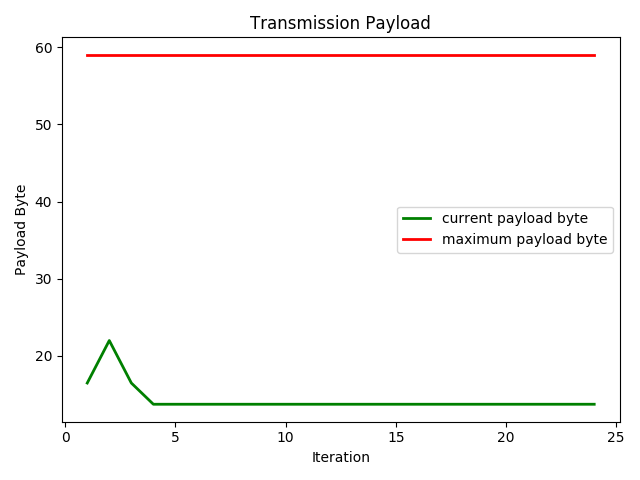 Transmission Payload
60
50
40
30
20
Payload Byte
current payload byte
maximum payload byte
0 5 10 15 20 25
Iteration